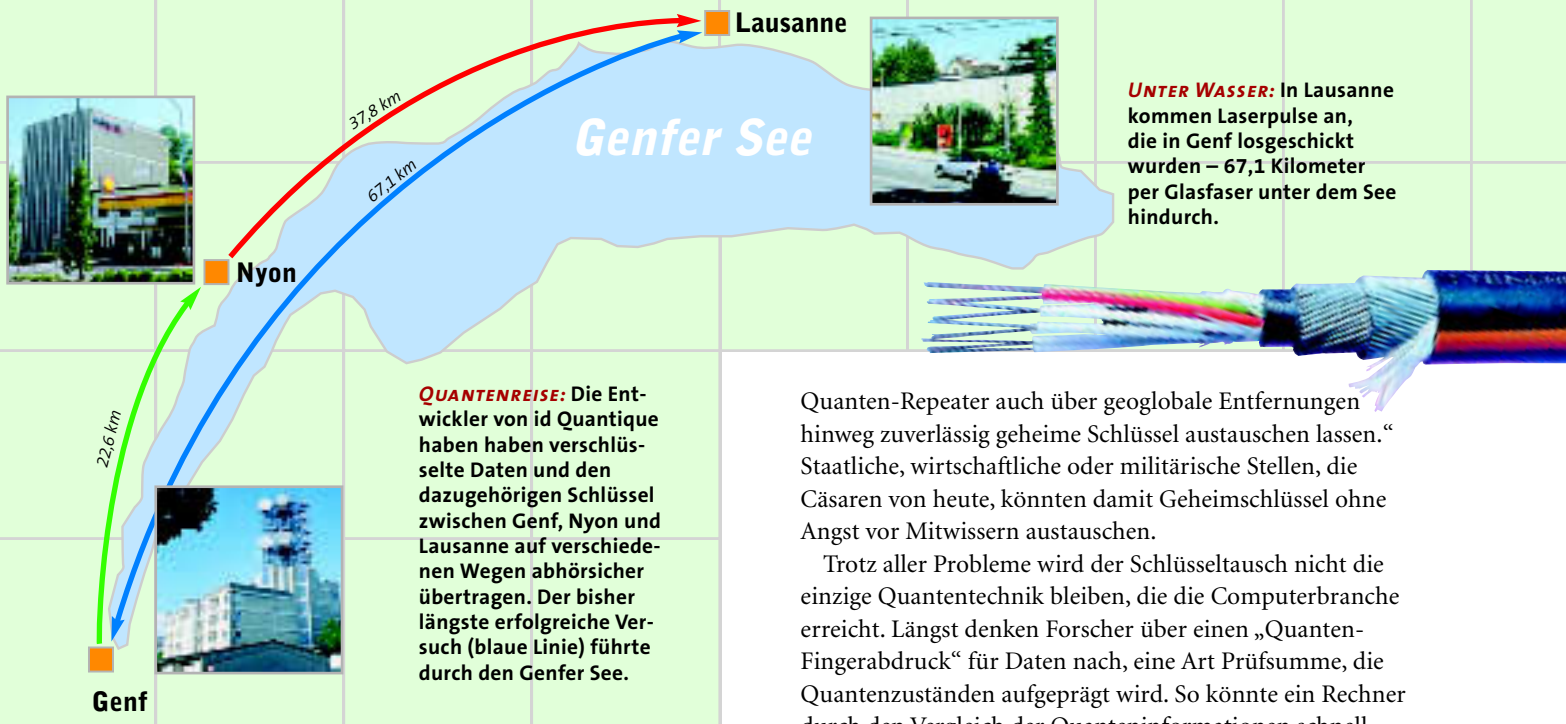 Lausanne
37,8 km
67,1 km
Genfer See
UNTER WASSER: In Lausanne
kommen Laserpulse an,
die in Genf losgeschickt
wurden – 67,1 Kilometer
per Glasfaser unter dem See
hindurch.
Nyon
22,6 km
Genf
QUANTENREISE: Die Ent-
wickler von id Quantique
haben haben verschlüs-
selte Daten und den
dazugehörigen Schlüssel
zwischen Genf, Nyon und
Lausanne auf verschiede-
nen Wegen abhörsicher
übertragen. Der bisher
längste erfolgreiche Ver-
such (blaue Linie) führte
durch den Genfer See.
Quanten-Repeater auch über geoglobale Entfernungen
hinweg zuverlässig geheime Schlüssel austauschen lassen.“
Staatliche, wirtschaftliche oder militärische Stellen, die
Cäsaren von heute, könnten damit Geheimschlüssel ohne
Angst vor Mitwissern austauschen.
Trotz aller Probleme wird der Schlüsseltausch nicht die
einzige Quantentechnik bleiben, die die Computerbranche
erreicht. Längst denken Forscher über einen „Quanten-
Fingerabdruck“ für Daten nach, eine Art Prüfsumme, die
Quantenzuständen aufgeprägt wird. So könnte ein Rechner
durch den Vergleich der Quanteninformationen schnell